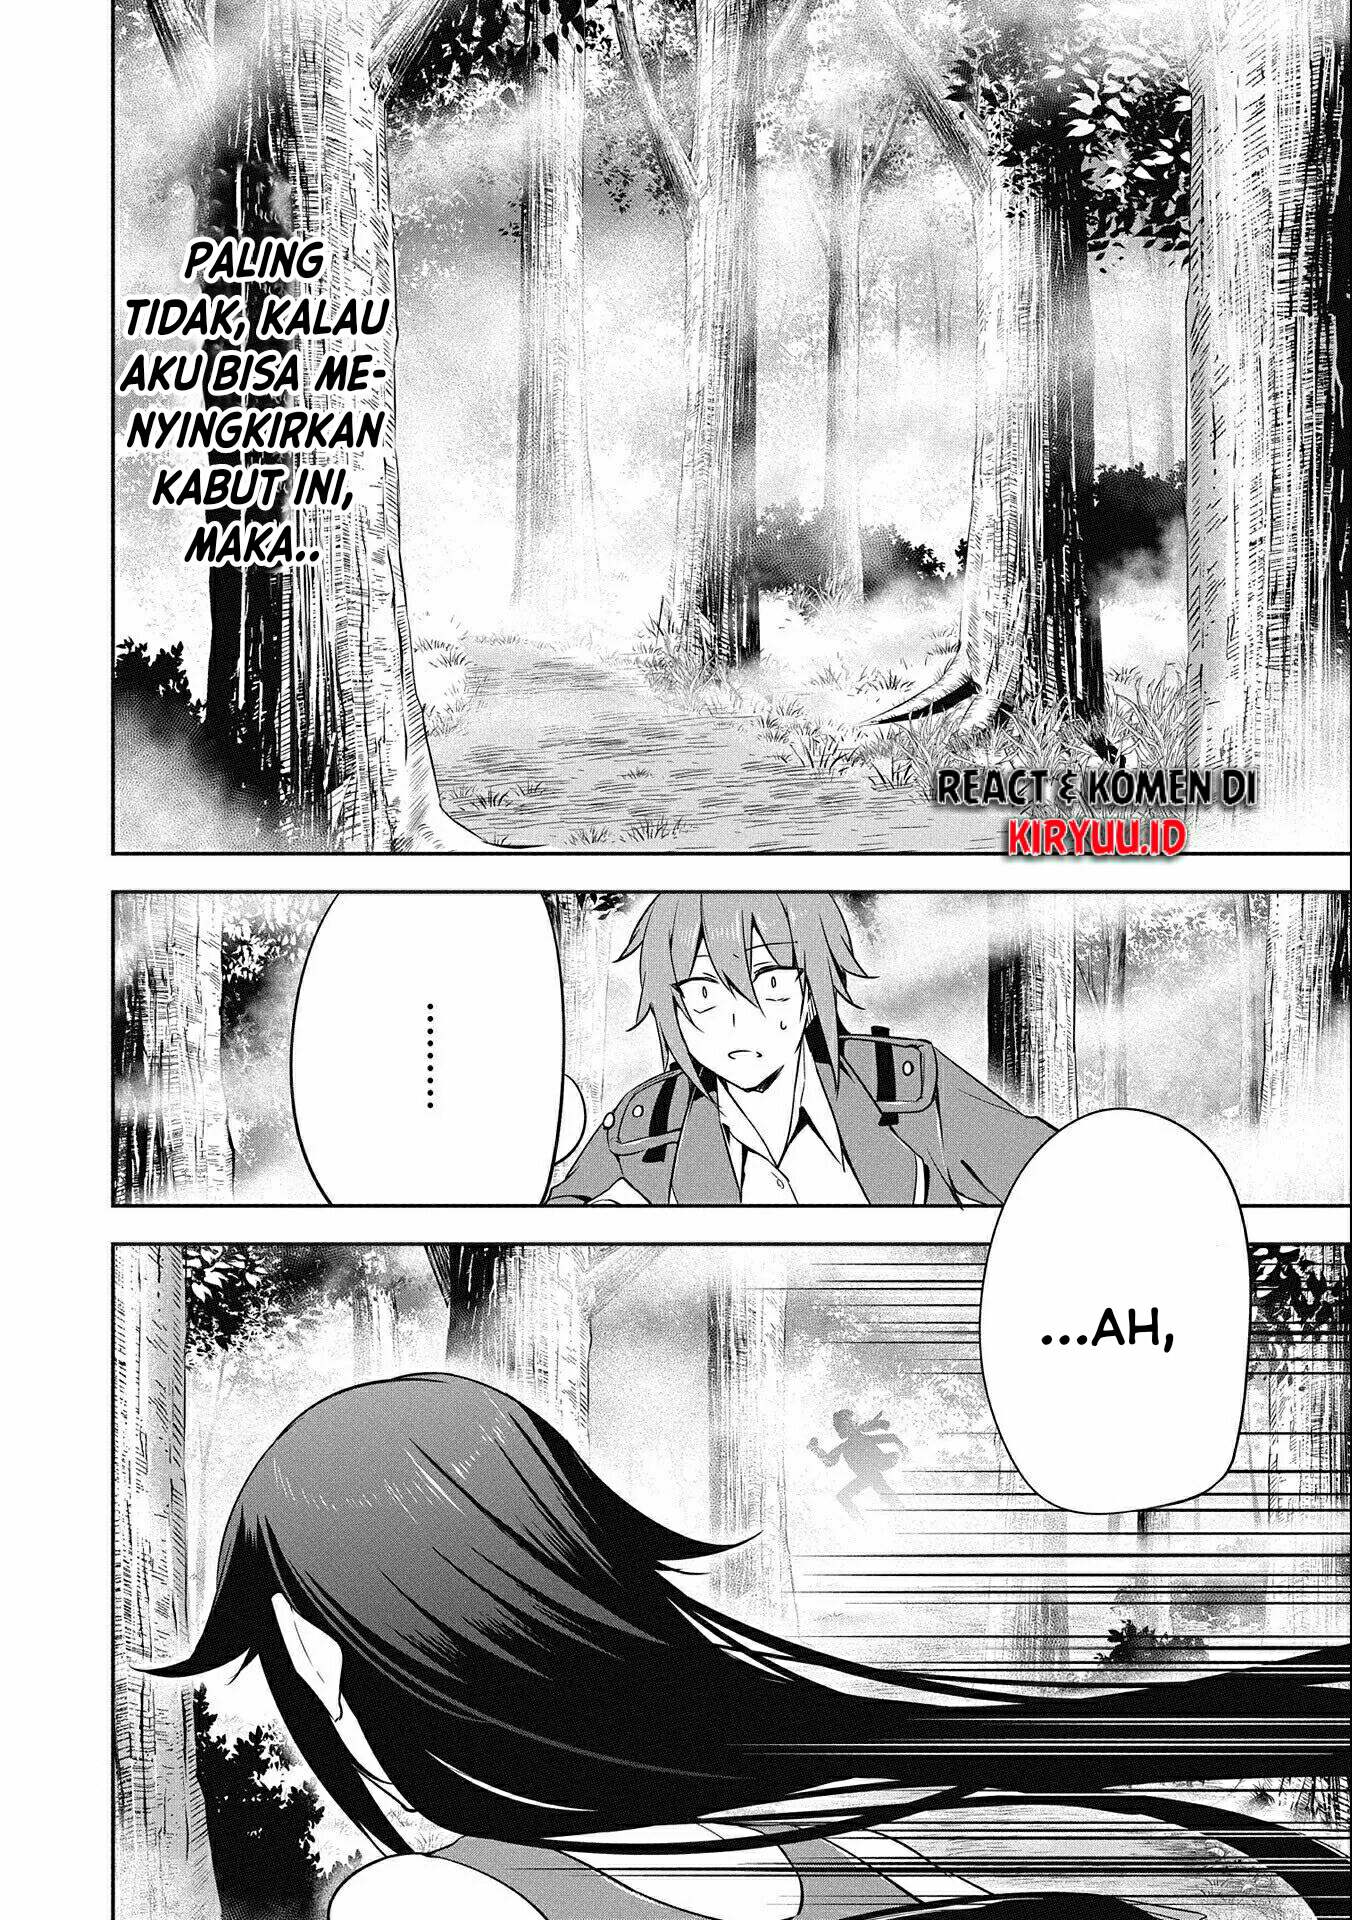 PALING
TIDAK, KALAU
AKU BISA ME-
NYINGKIRKAN
KABUT INI,
MAKA..
REACT & KOMEN DI
KIRYUU.ID
.........
...AH,